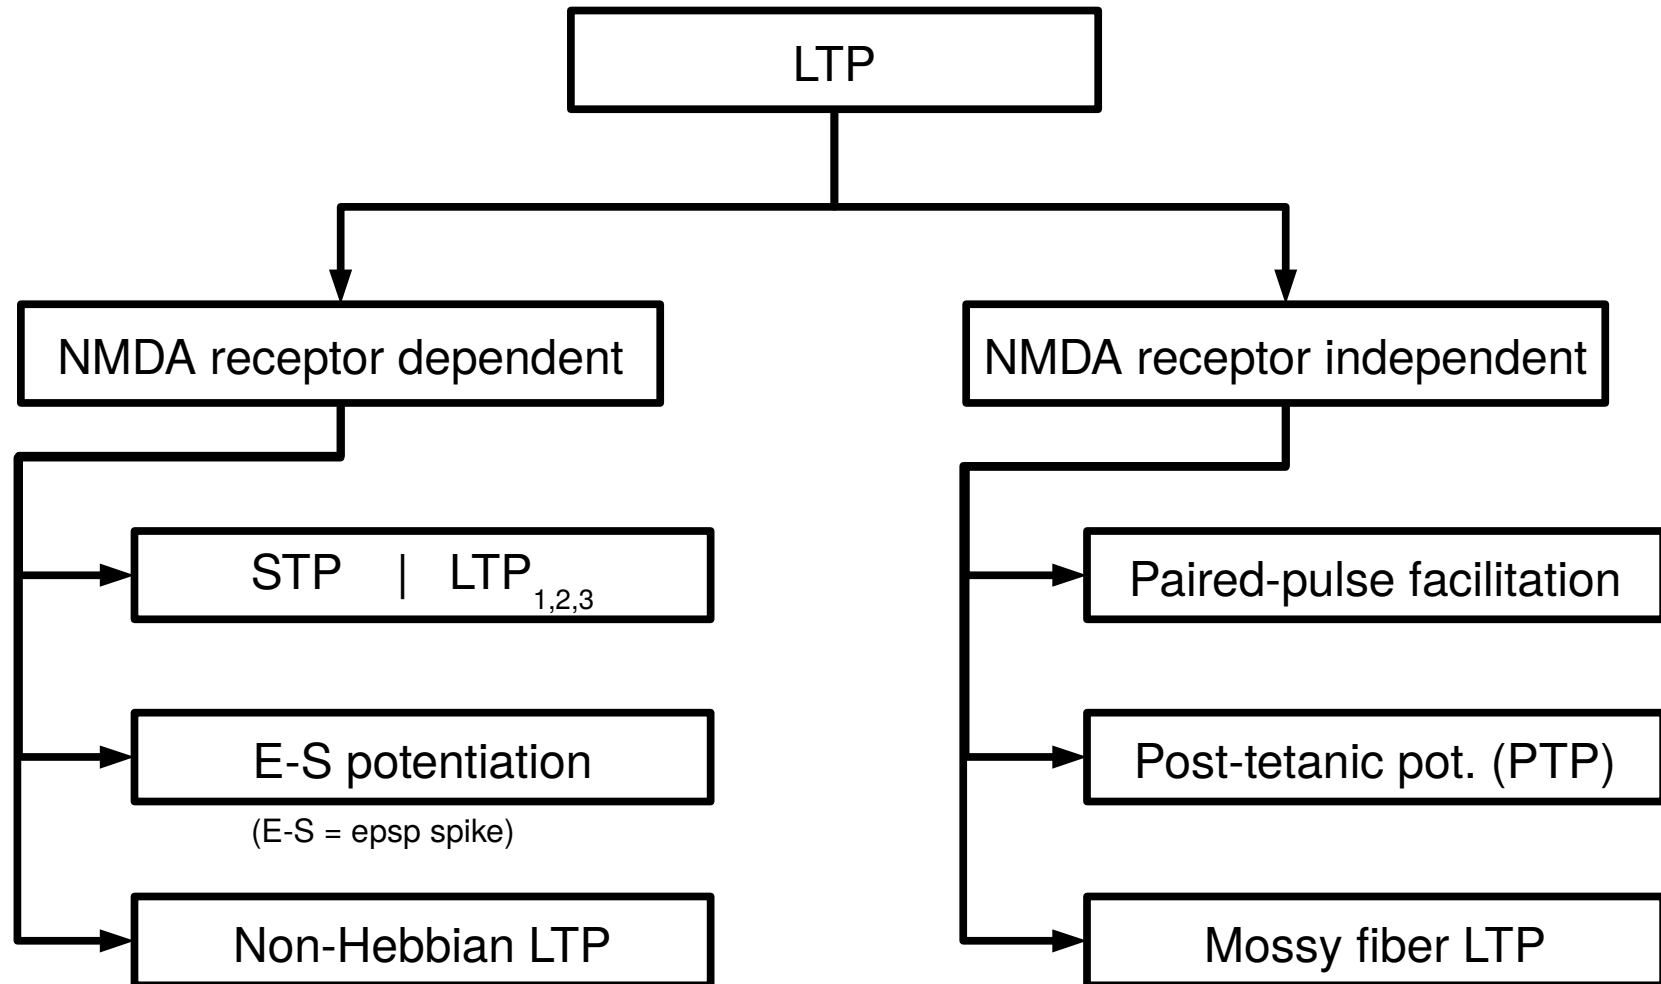 LTP
NMDA receptor dependent
NMDA receptor independent
STP | LTP1,2,3
Paired-pulse facilitation
E-S potentiation
(E-S = epsp spike)
Post-tetanic pot. (PTP)
Non-Hebbian LTP
Mossy fiber LTP